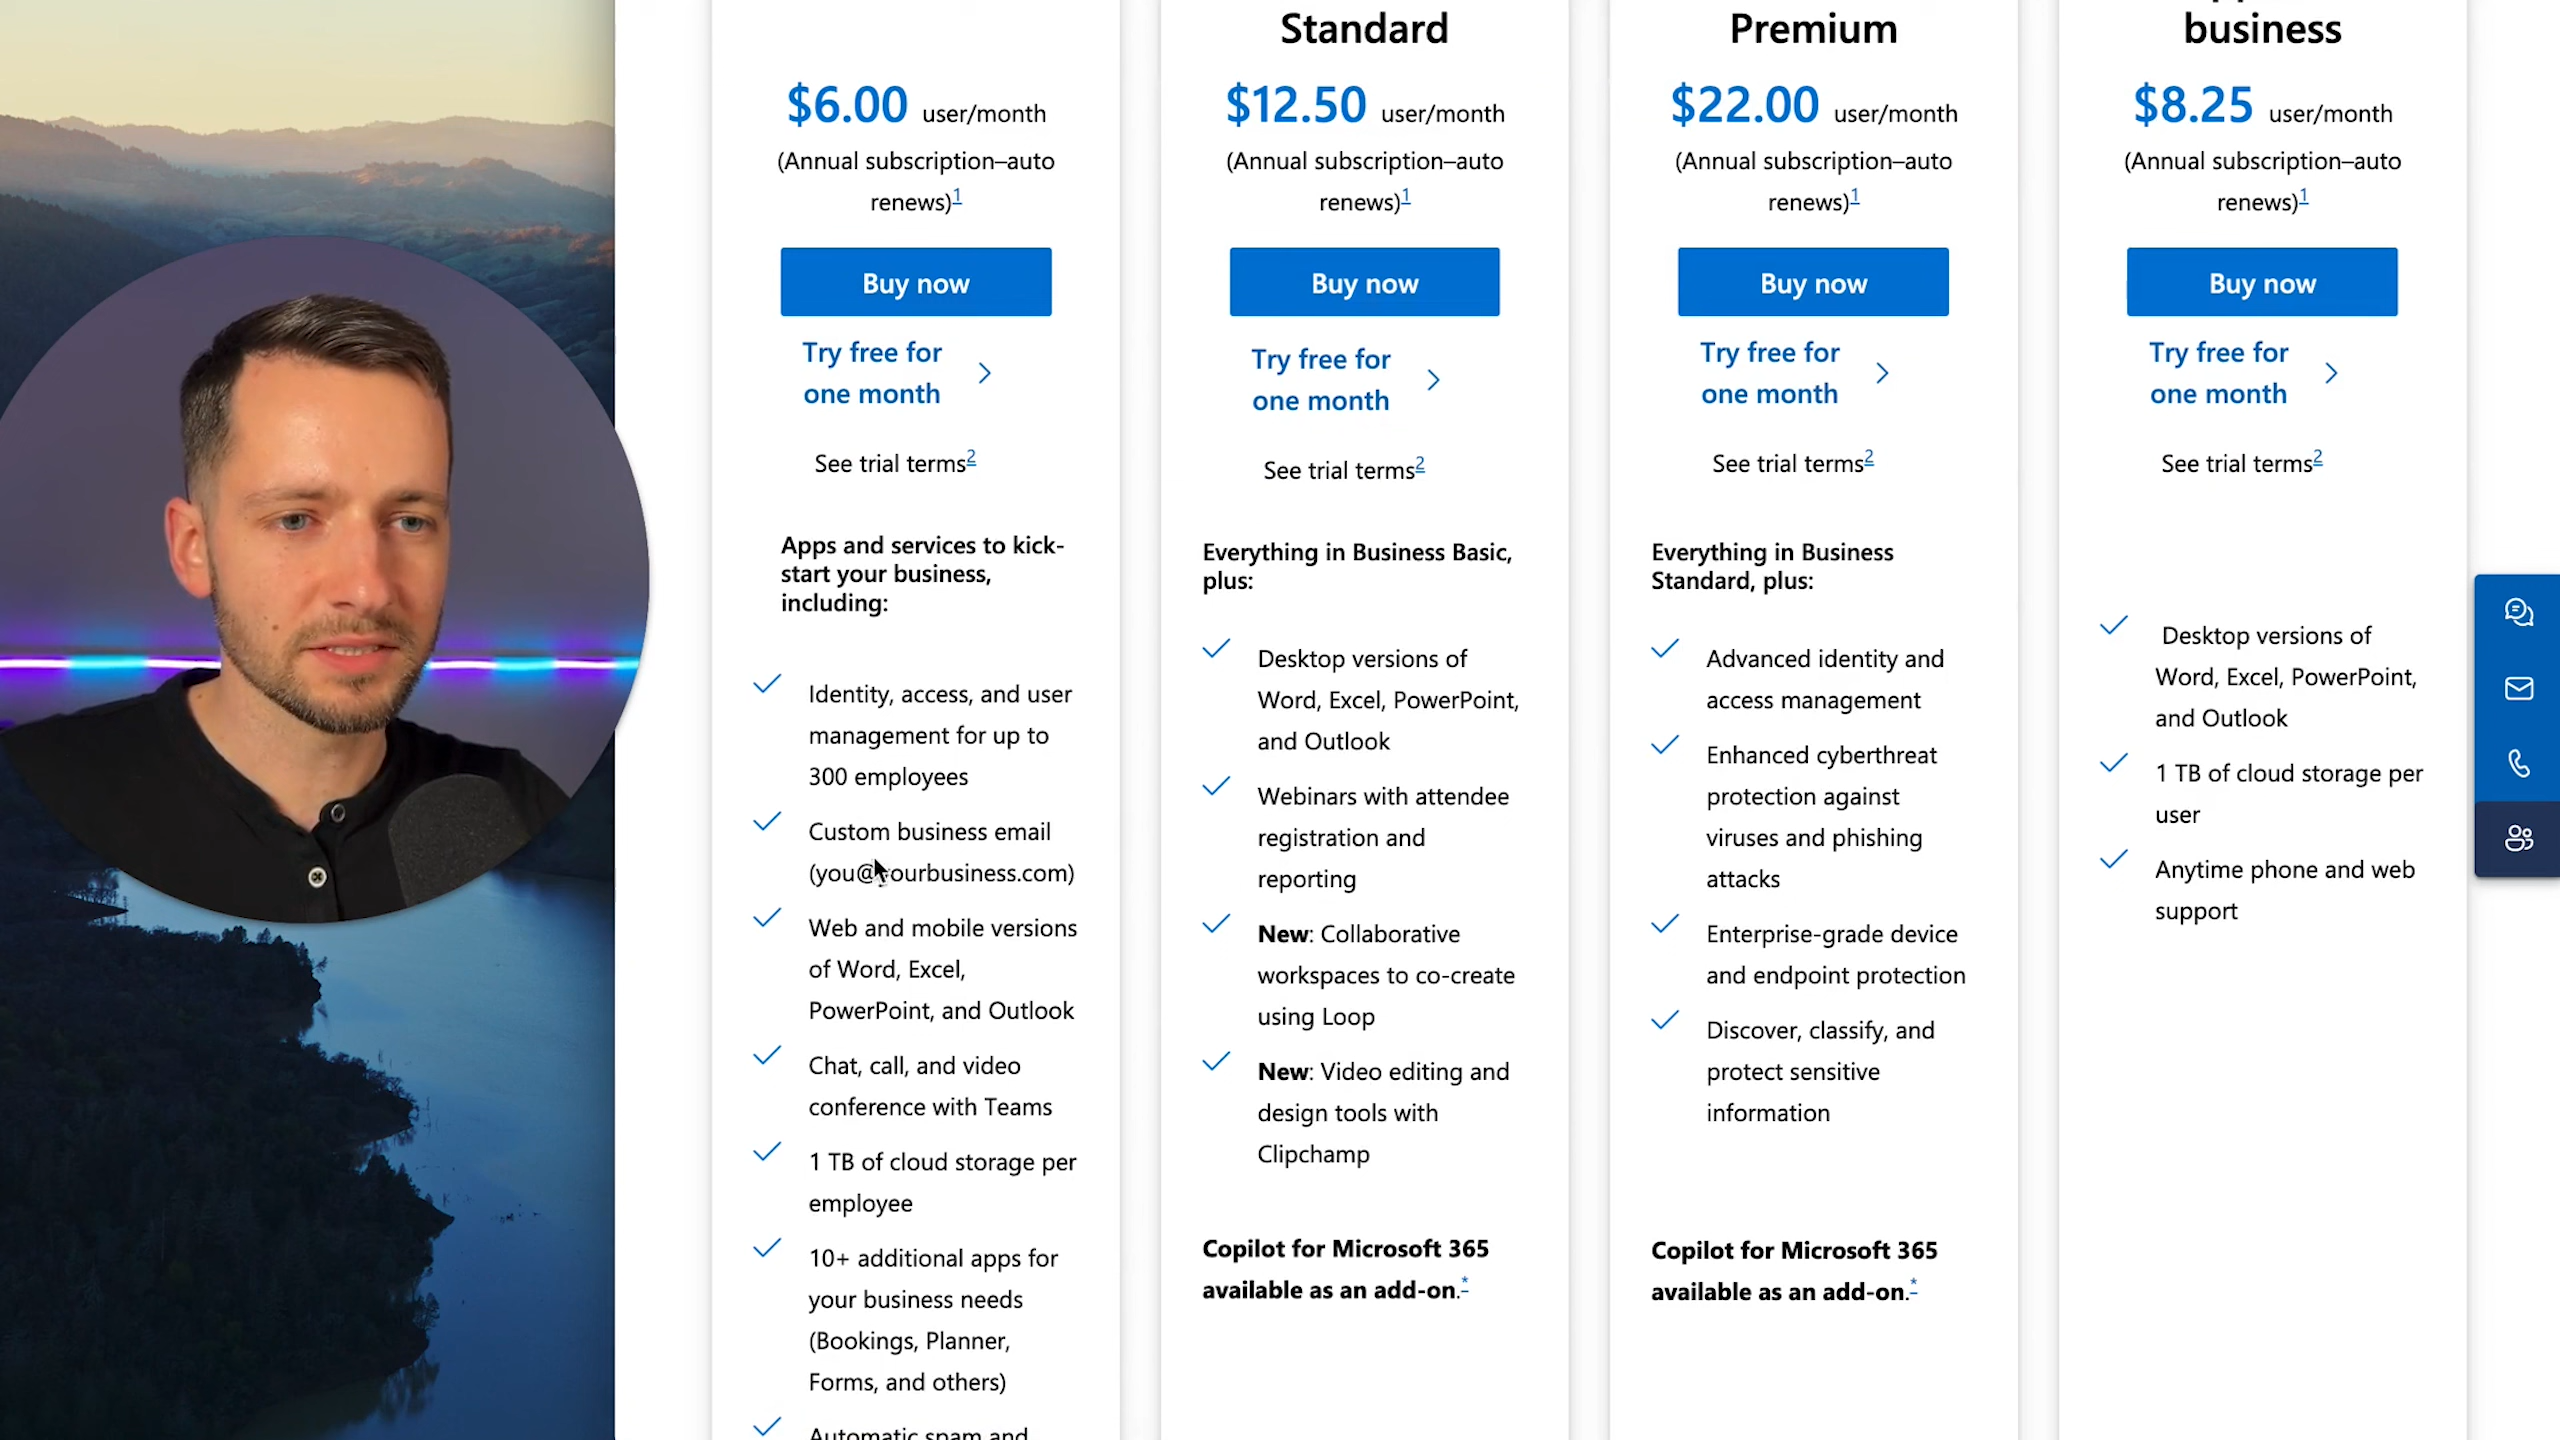 $6.00 user/month
(Annual subscription–auto
renews)1
Buy now
Try free for
one month
See trial terms2
Apps and services to kick-
start your business,
including:
Identity, access, and user
management for up to
300 employees
Custom business email
(you@yourbusiness.com)
Web and mobile versions
of Word, Excel,
PowerPoint, and Outlook
Chat, call, and video
conference with Teams
1 TB of cloud storage per
employee
10+ additional apps for
your business needs
(Bookings, Planner,
Forms, and others)
Automatic spam and
Standard
$12.50 user/month
(Annual subscription–auto
renews)1
Buy now
Try free for
one month
See trial terms2
Everything in Business Basic,
plus:
Desktop versions of
Word, Excel, PowerPoint,
and Outlook
Webinars with attendee
registration and
reporting
New: Collaborative
workspaces to co-create
using Loop
New: Video editing and
design tools with
Clipchamp
Copilot for Microsoft 365
available as an add-on.*
Premium
$22.00 user/month
(Annual subscription–auto
renews)1
Buy now
Try free for
one month
See trial terms2
Everything in Business
Standard, plus:
Advanced identity and
access management
Enhanced cyberthreat
protection against
viruses and phishing
attacks
Enterprise-grade device
and endpoint protection
Discover, classify, and
protect sensitive
information
Copilot for Microsoft 365
available as an add-on.*
business
$8.25 user/month
(Annual subscription–auto
renews)1
Buy now
Try free for
one month
See trial terms2
Desktop versions of
Word, Excel, PowerPoint,
and Outlook
1 TB of cloud storage per
user
Anytime phone and web
support